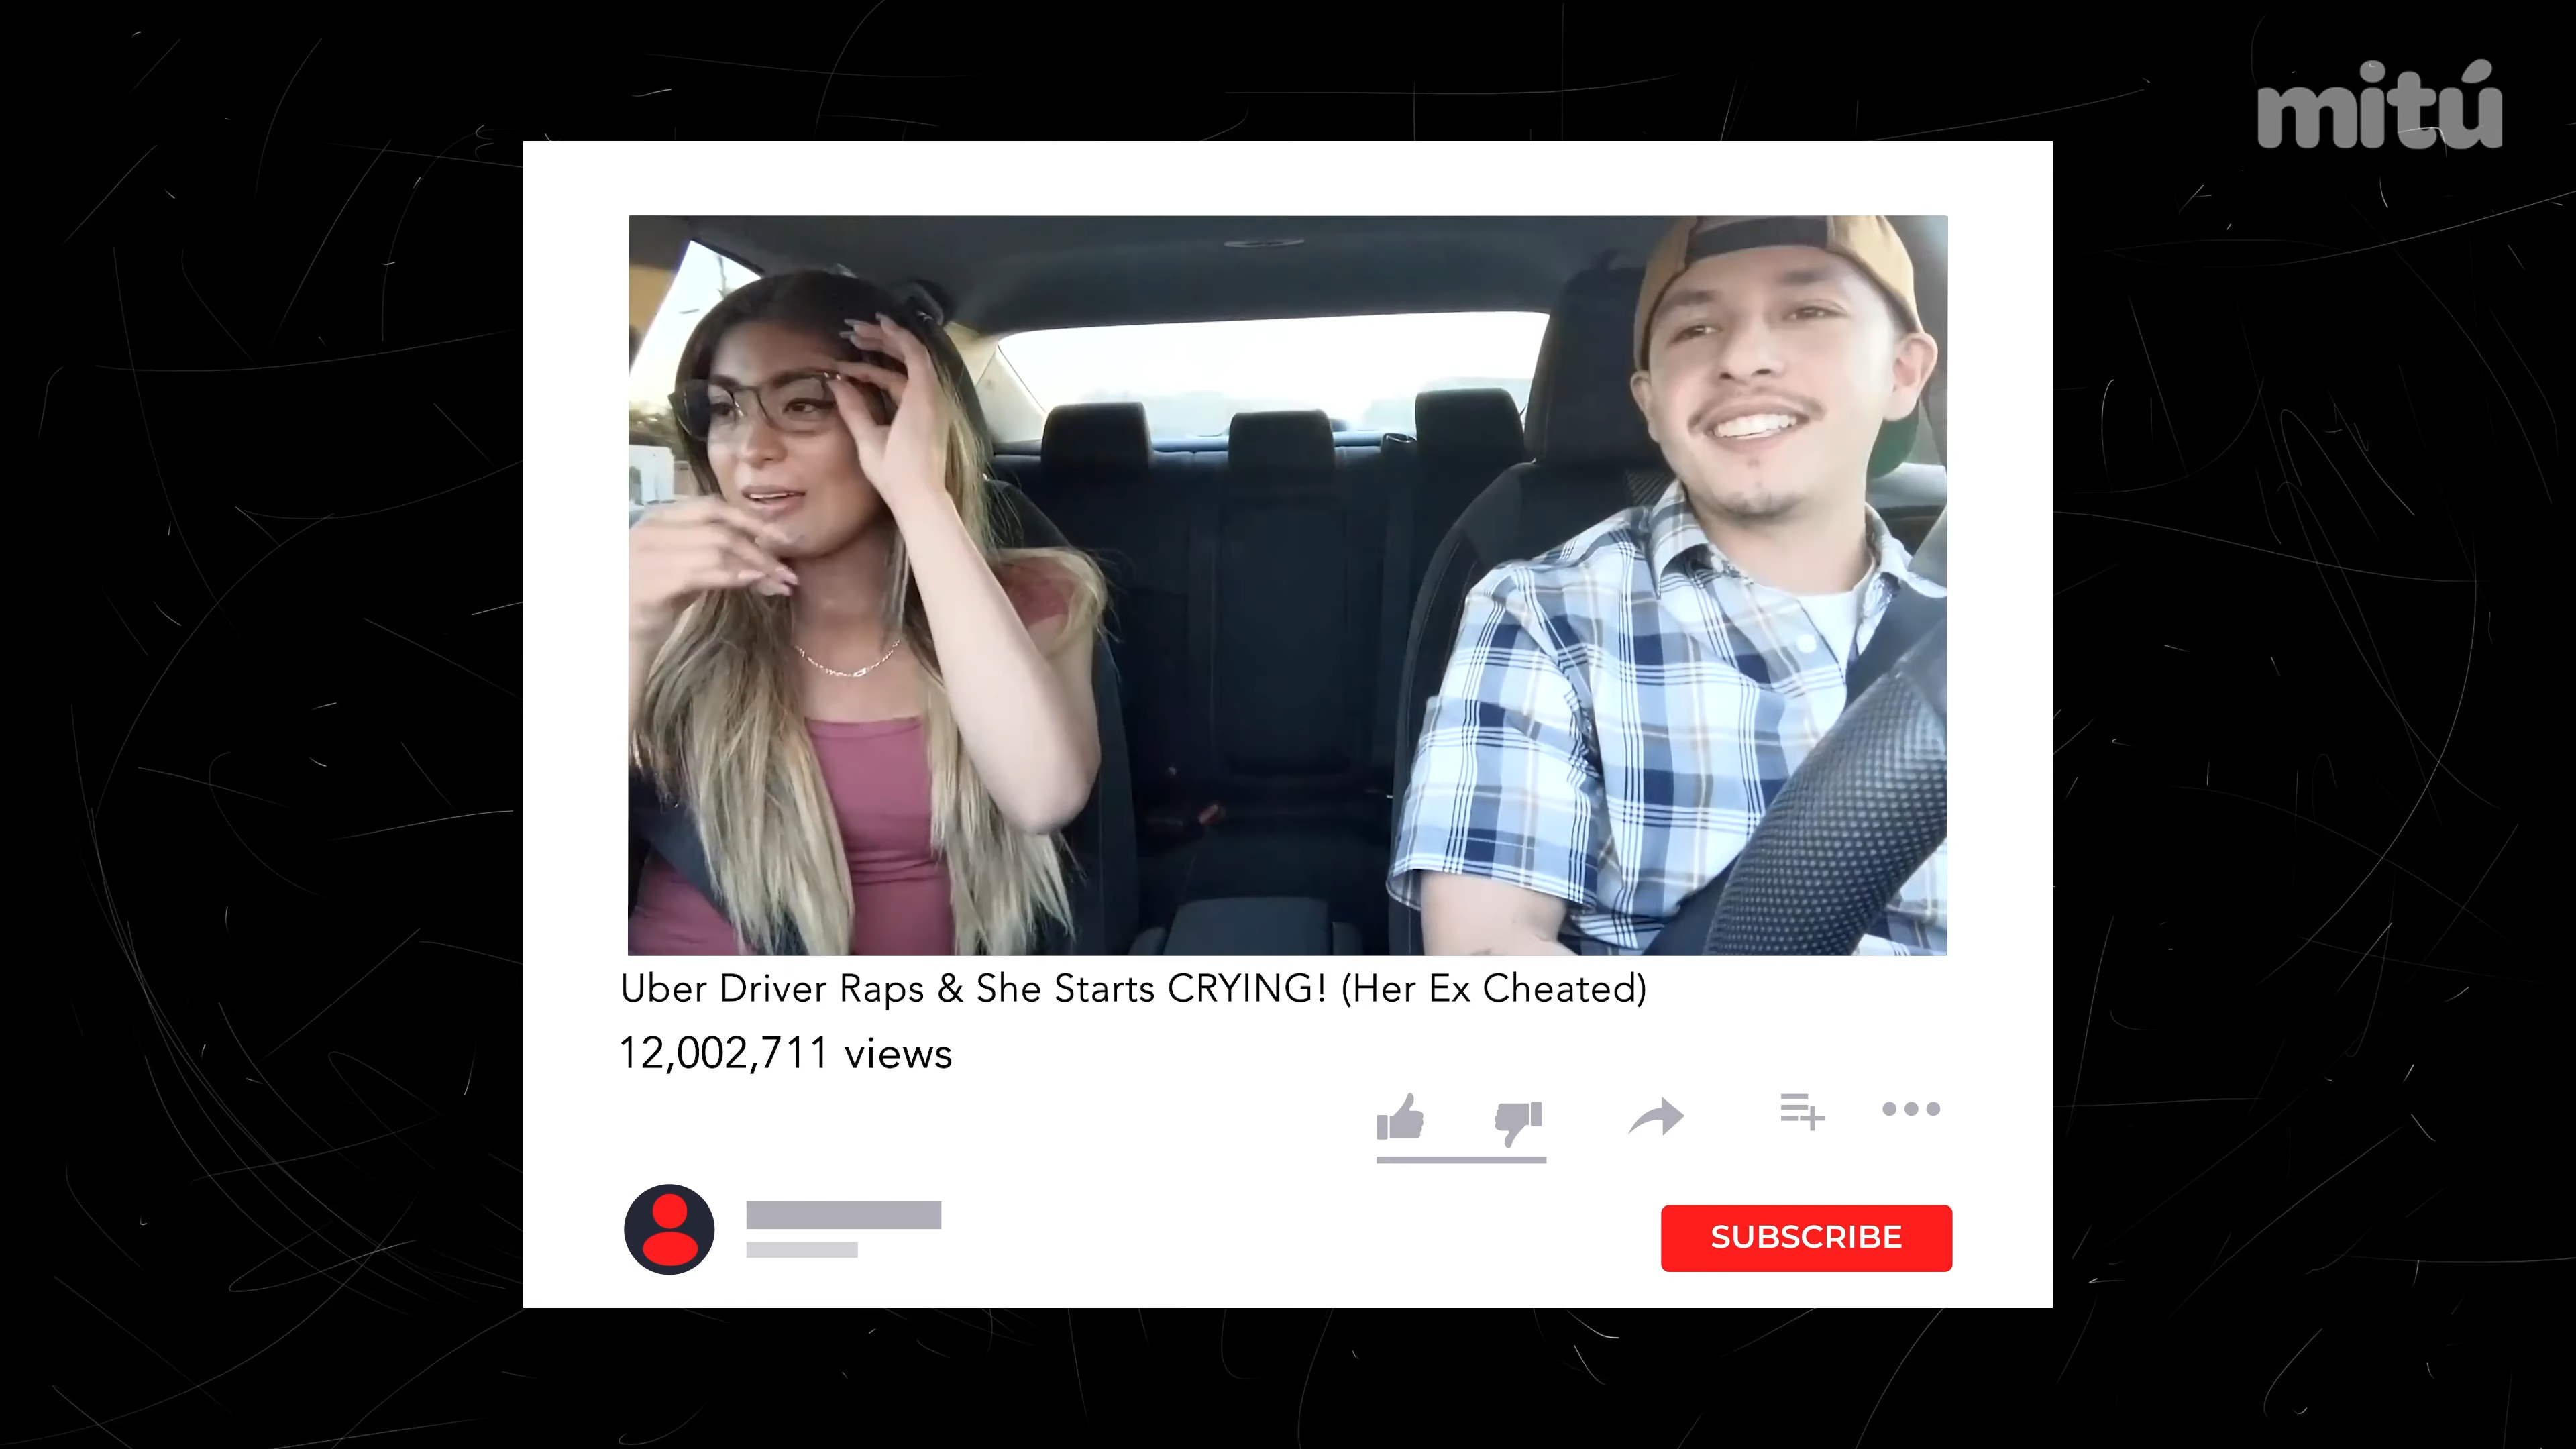 mitú
Uber Driver Raps & She Starts CRYING! (Her Ex Cheated)
12,002,711 views
SUBSCRIBE